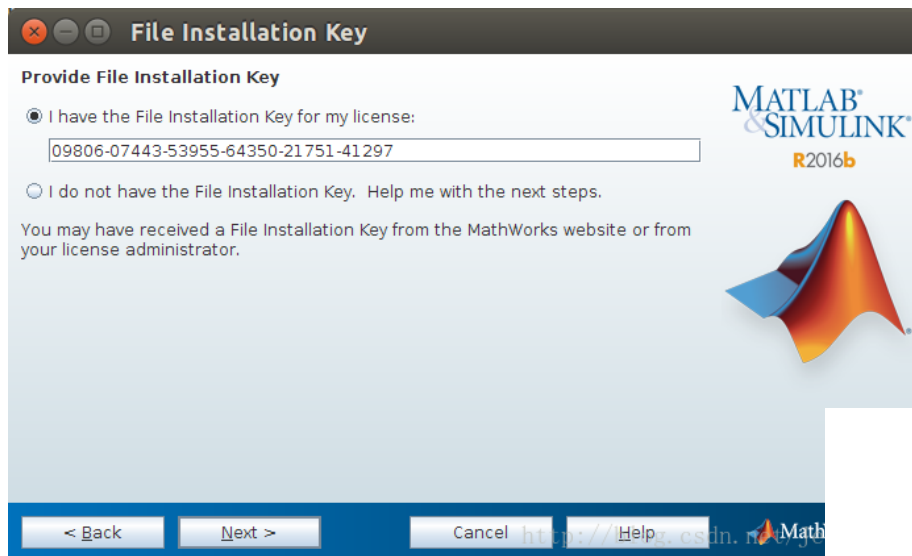 File Installation Key
Provide File Installation Key
I have the File Installation Key for my license:
09806-07443-53955-64350-21751-41297
I do not have the File Installation Key. Help me with the next steps.
You may have received a File Installation Key from the MathWorks website or from
your license administrator.
MATLAB®
&SIMULINK®
R2016b
< Back
Next >
Cancel
Help